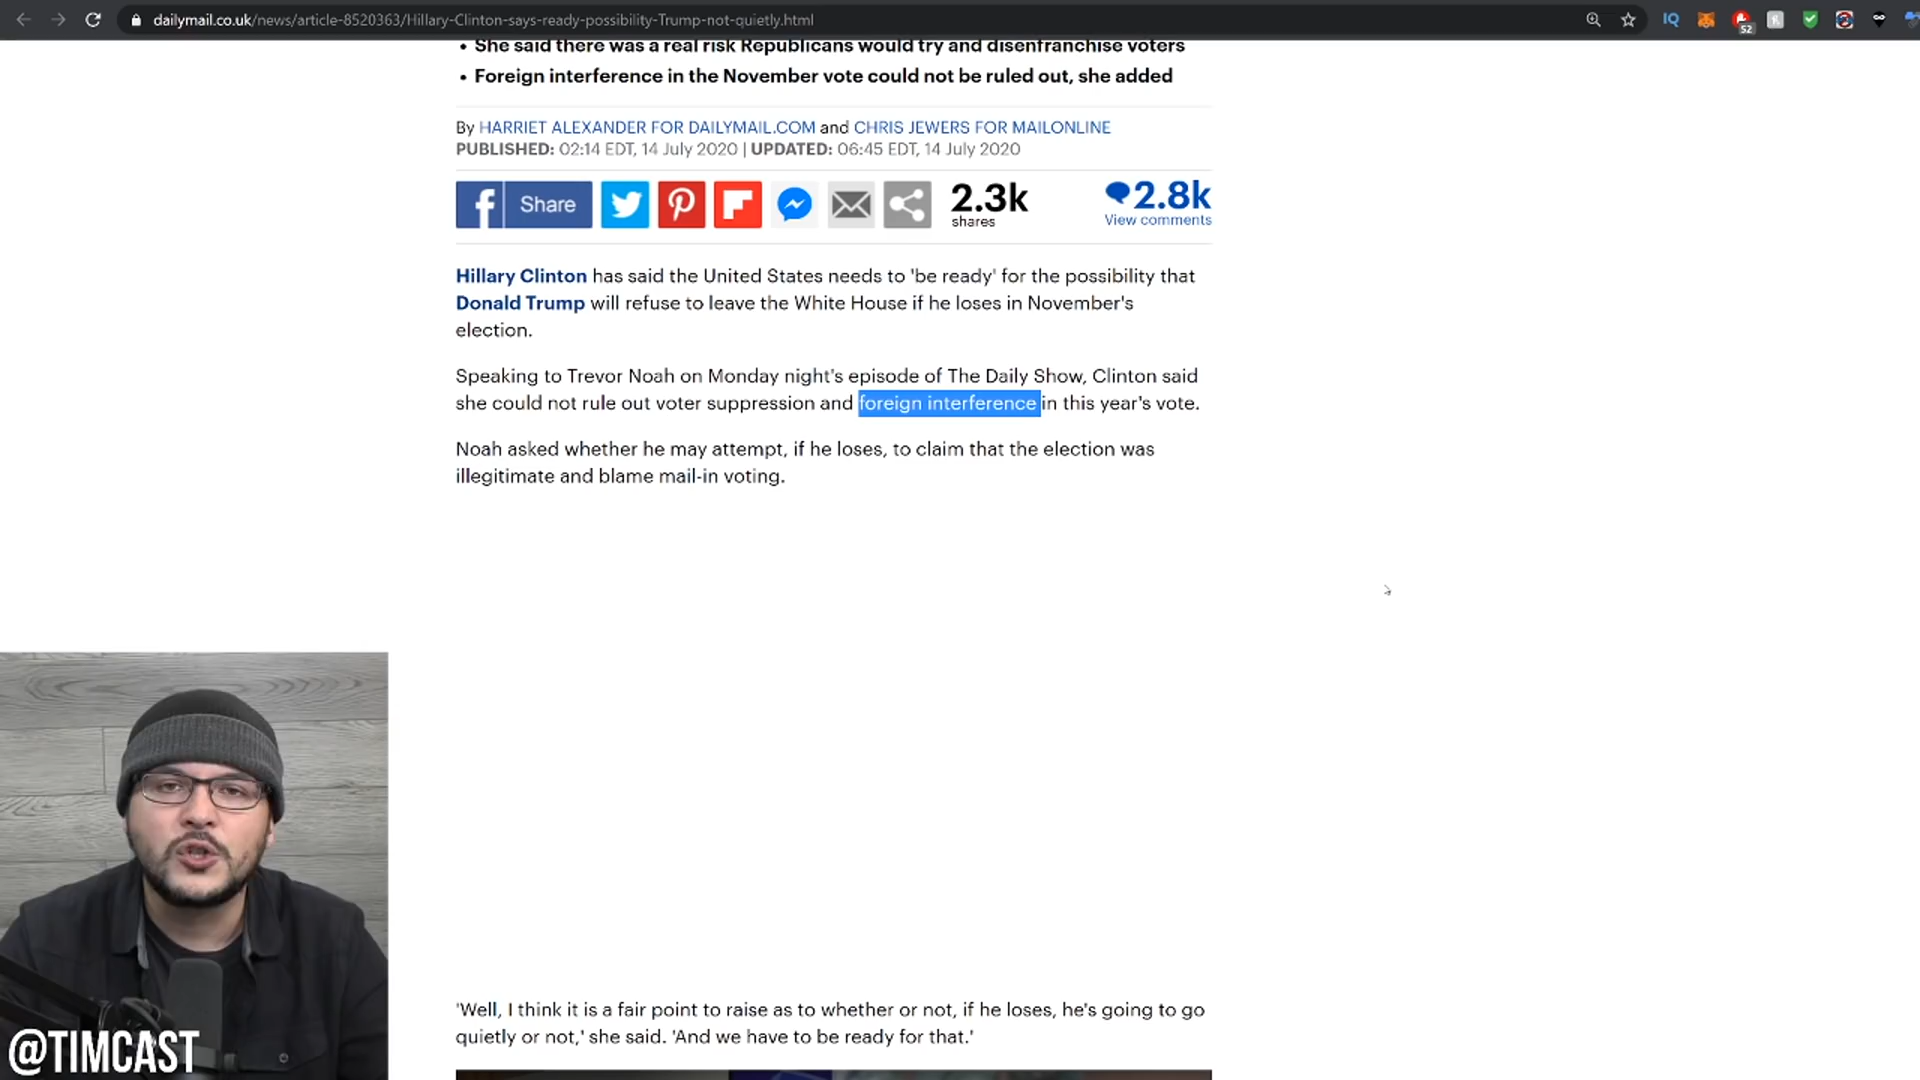 dailymail.co.uk/news/article-8520363/Hillary-Clinton-says-ready-possibility-Trump-not-quietly.html
IQ
52
• She said there was a real risk Republicans would try and disenfranchise voters
• Foreign interference in the November vote could not be ruled out, she added
By HARRIET ALEXANDER FOR DAILYMAIL.COM and CHRIS JEWERS FOR MAILONLINE
PUBLISHED: 02:14 EDT, 14 July 2020 | UPDATED: 06:45 EDT, 14 July 2020
f Share
2.3k
shares
2.8k
View comments
Hillary Clinton has said the United States needs to 'be ready' for the possibility that
Donald Trump will refuse to leave the White House if he loses in November's
election.
Speaking to Trevor Noah on Monday night's episode of The Daily Show, Clinton said
she could not rule out voter suppression and foreign interference in this year's vote.
Noah asked whether he may attempt, if he loses, to claim that the election was
illegitimate and blame mail-in voting.
'Well, I think it is a fair point to raise as to whether or not, if he loses, he's going to go
quietly or not,' she said. 'And we have to be ready for that.'
@TIMCAST